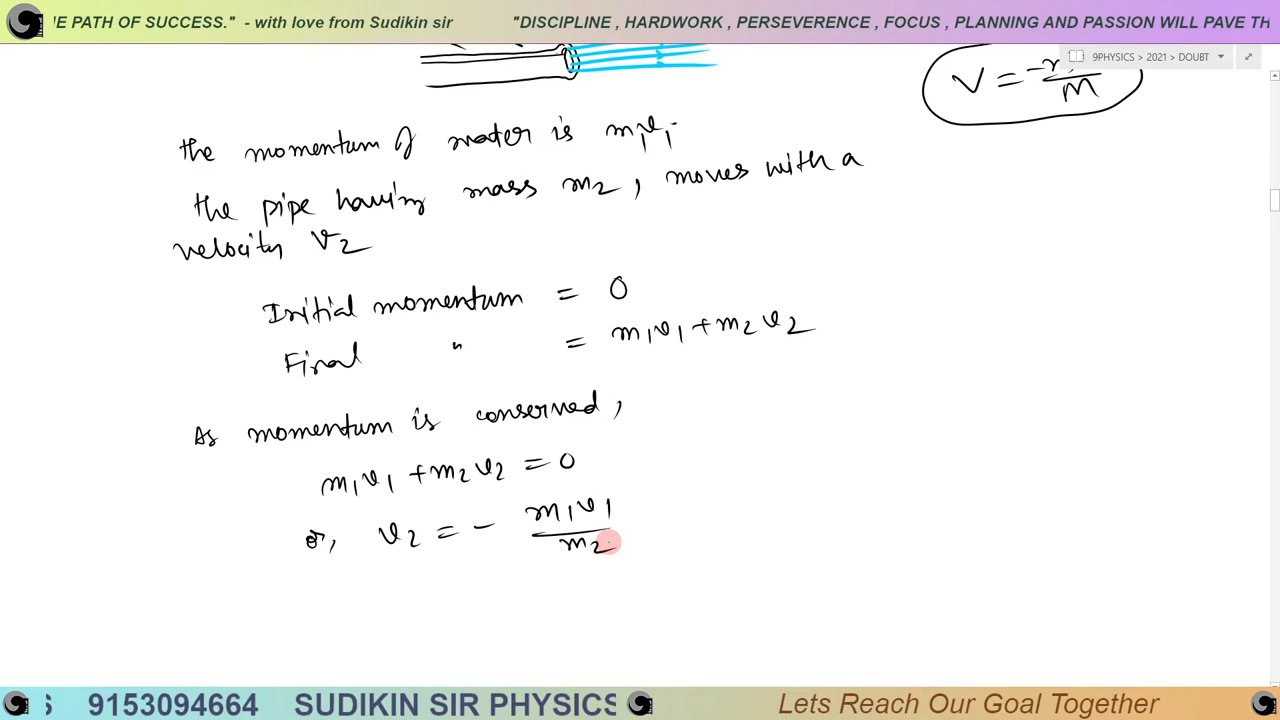 E PATH OF SUCCESS." - with love from Sudikin sir "DISCIPLINE , HARDWORK , PERSEVERENCE , FOCUS , PLANNING AND PASSION WILL PAVE TH
9PHYSICS > 2021 > DOUBT
V = - M
the momentum of water is m₁v₁.
the pipe having mass m₂, moves with a
velocity v₂
Initial momentum = 0
Final " = m₁v₁ + m₂v₂
As momentum is conserved,
m₁v₁ + m₂v₂ = 0
or, v₂ = - m₁v₁/m₂
S 9153094664 SUDIKIN SIR PHYSICS Lets Reach Our Goal Together